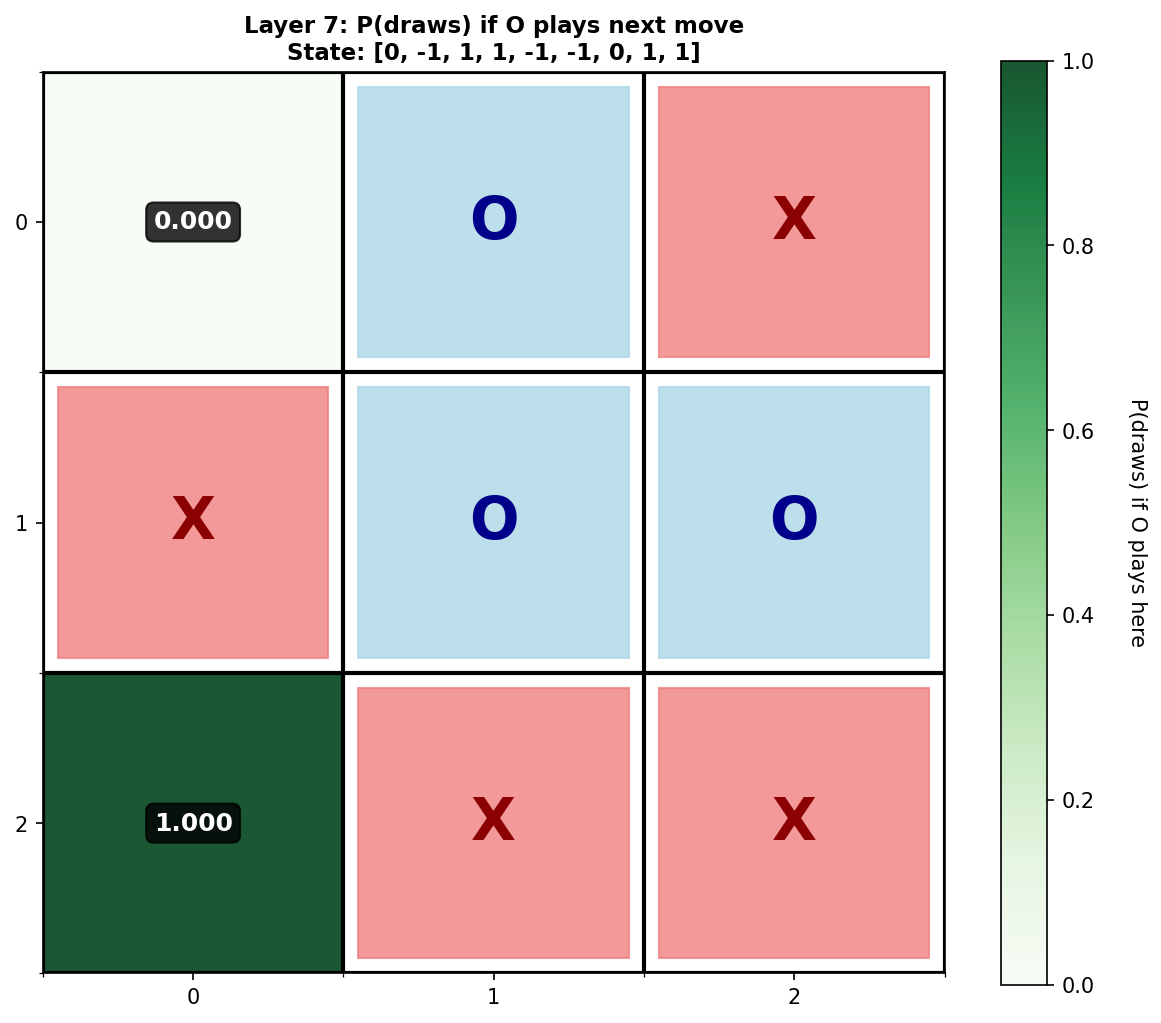 Layer 7: P(draws) if O plays next move
State: [0, -1, 1, 1, -1, -1, 0, 1, 1]
0
0.000
O
X
1
X
O
O
2
1.000
X
X
0
1
2
1.0
0.8
0.6
0.4
0.2
0.0
P(draws) if O plays here